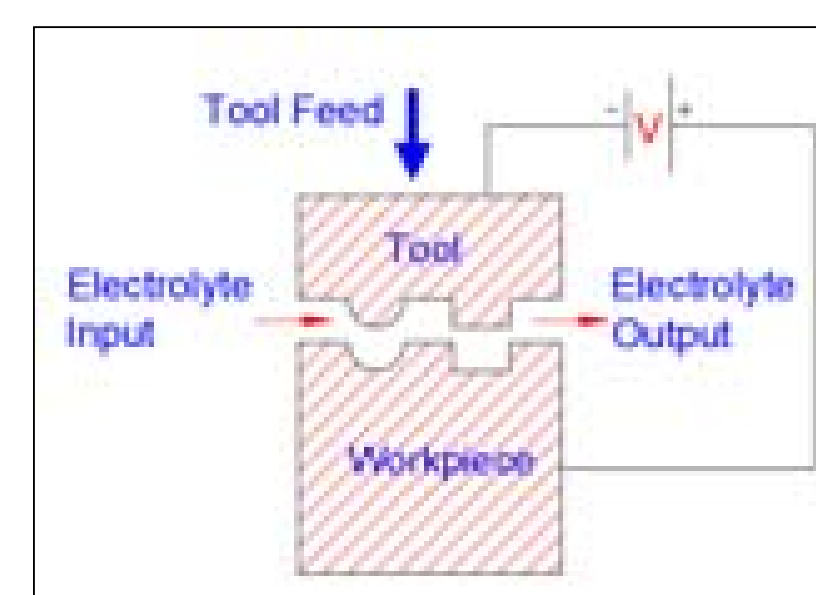 Tool Feed
- V +
Tool
Electrolyte
Input
Electrolyte
Output
Workpiece